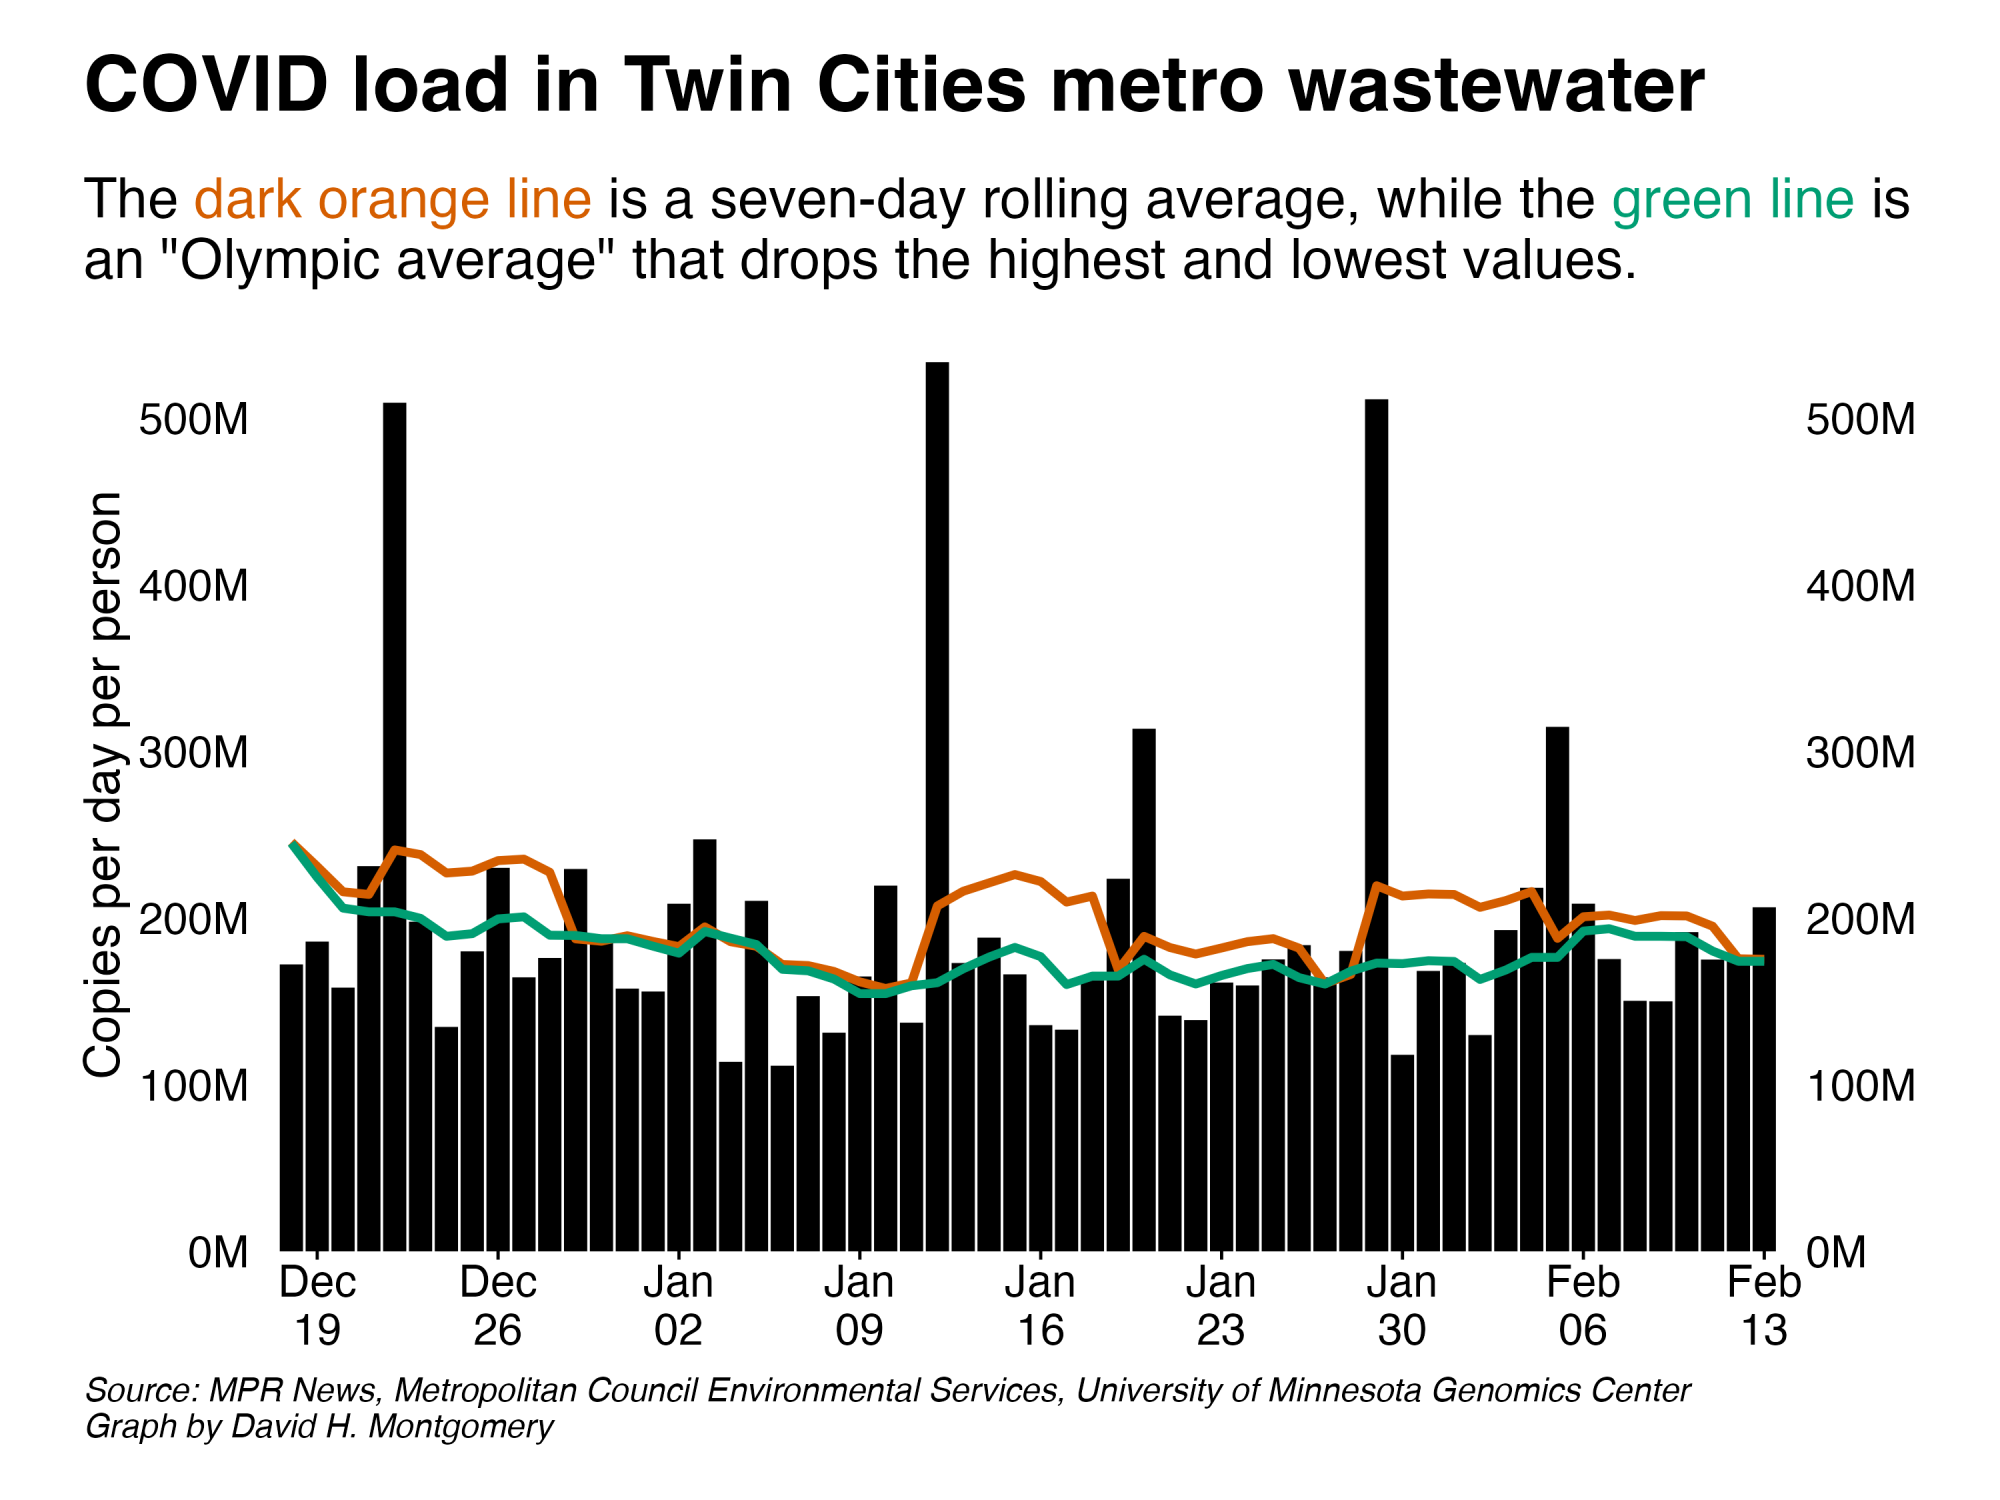 COVID load in Twin Cities metro wastewater
The dark orange line is a seven-day rolling average, while the green line is
an "Olympic average" that drops the highest and lowest values.
Copies per day per person
500M 500M
400M 400M
300M 300M
200M 200M
100M 100M
0M 0M
Dec Dec Jan Jan Jan Jan Jan Feb Feb
19 26 02 09 16 23 30 06 13
Source: MPR News, Metropolitan Council Environmental Services, University of Minnesota Genomics Center
Graph by David H. Montgomery